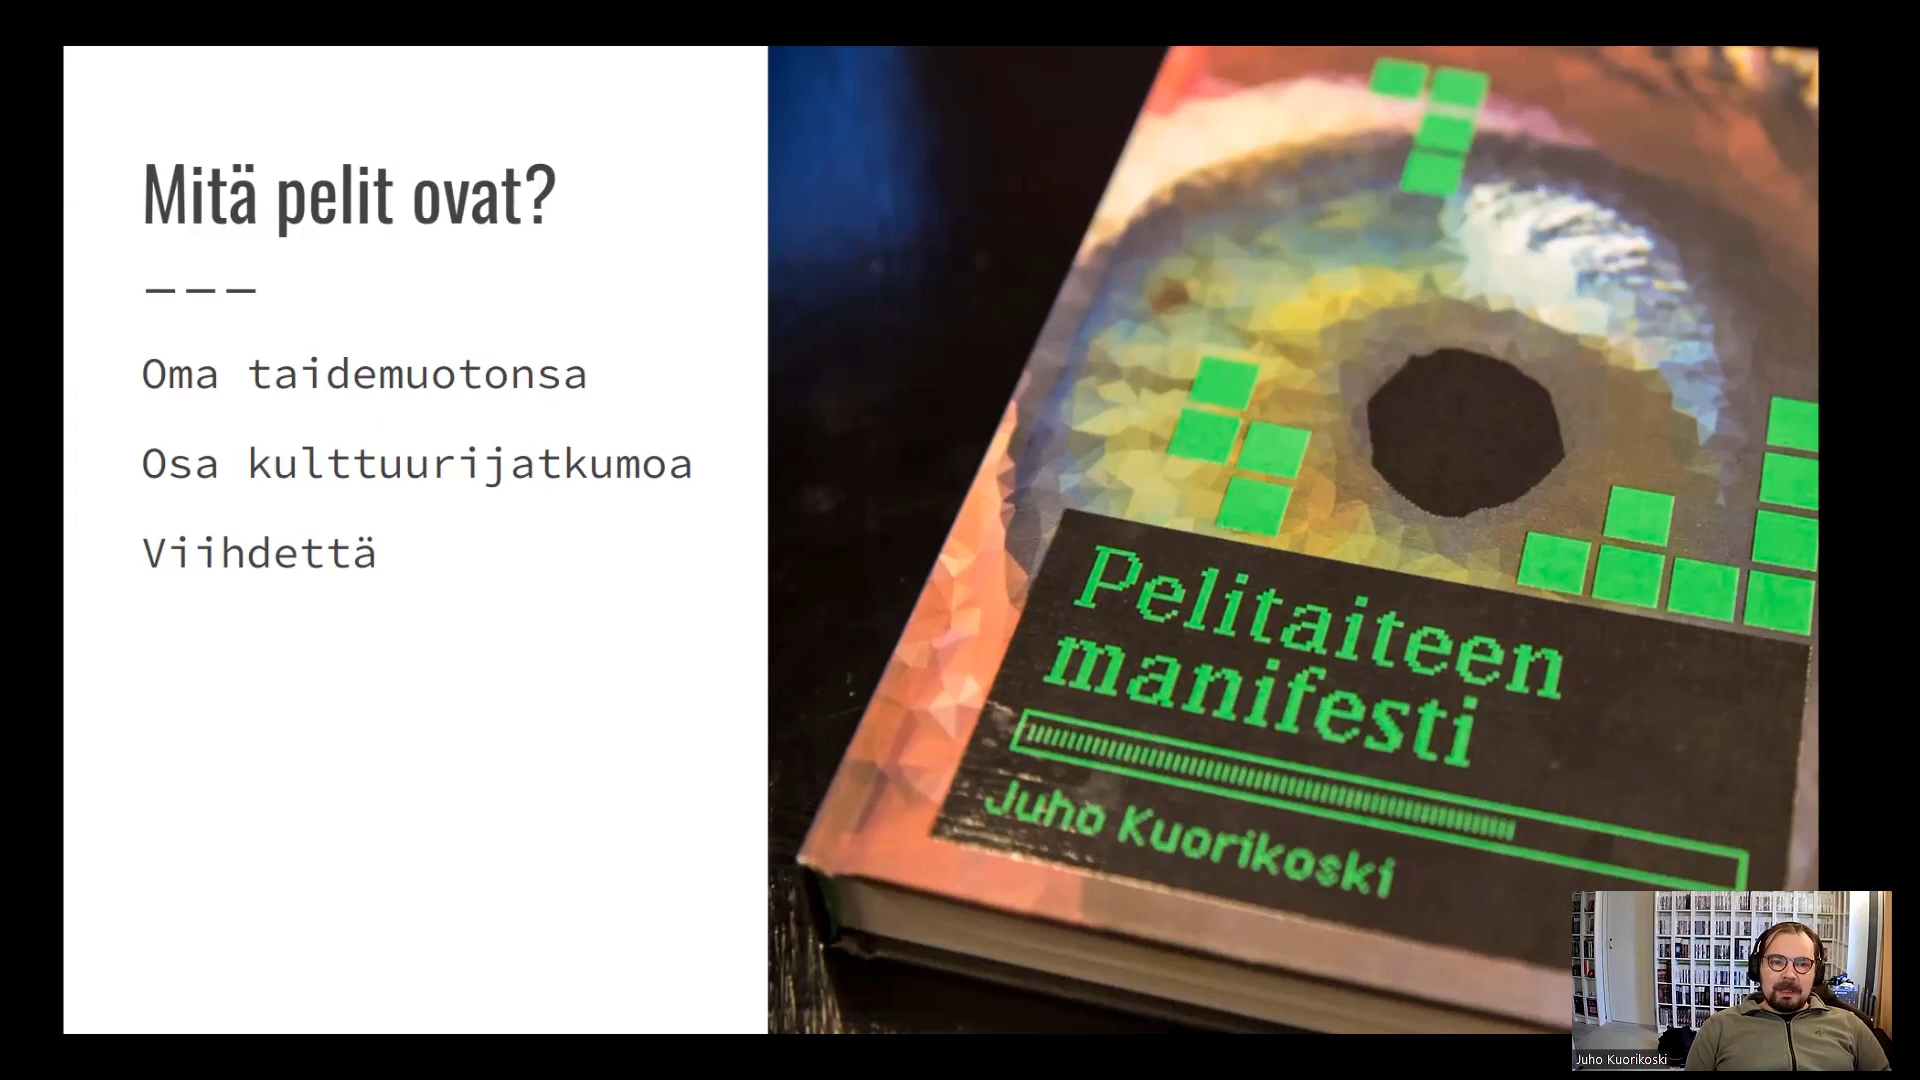 Mitä pelit ovat?
Oma taidemuotonsa
Osa kulttuurijatkumoa
Viihdettä
Pelitaiteen
manifesti
Juho Kuorikoski
Juho Kuorikoski